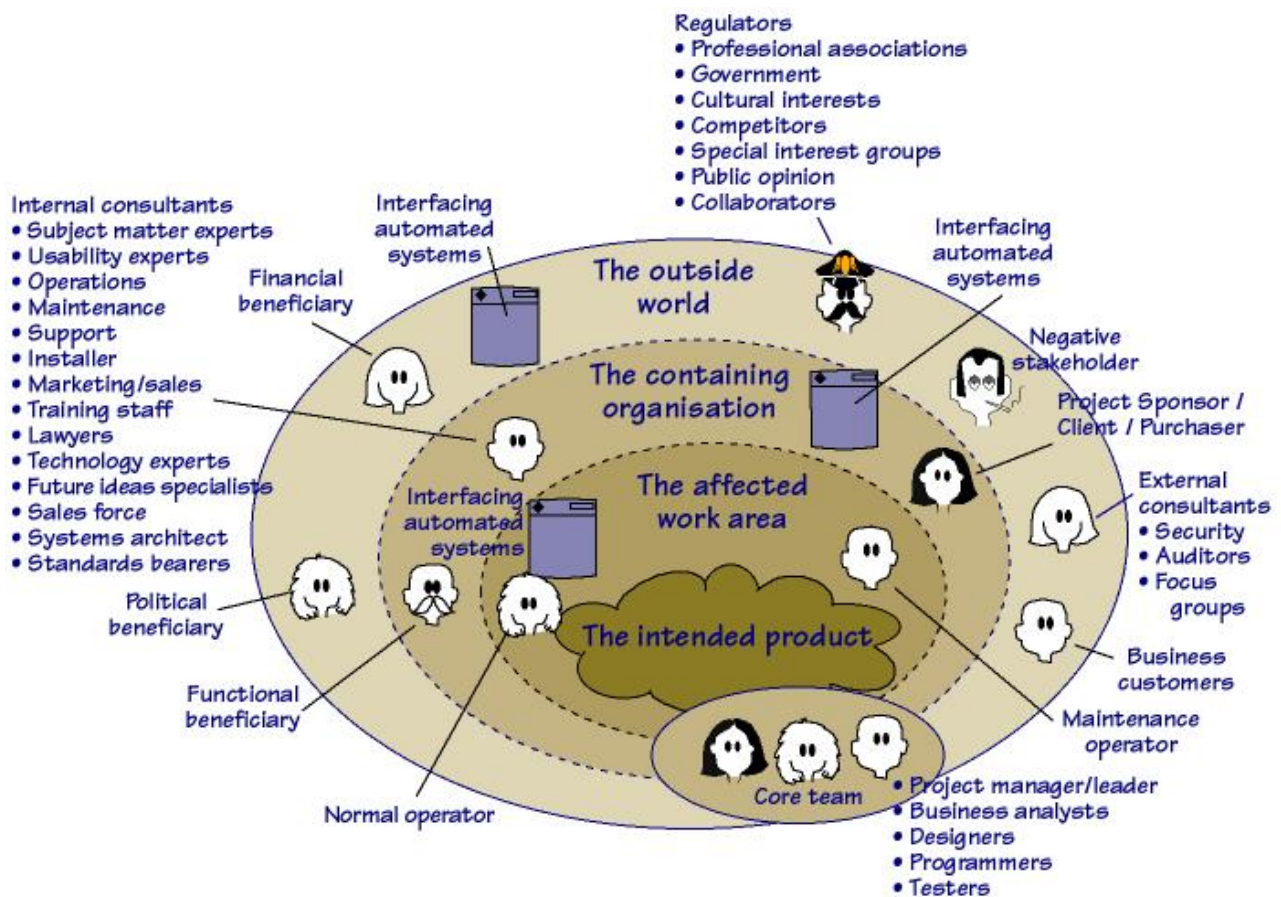 Regulators
• Professional associations
• Government
• Cultural interests
• Competitors
• Special interest groups
• Public opinion
• Collaborators
Internal consultants
• Subject matter experts
• Usability experts
• Operations
• Maintenance
• Support
• Installer
• Marketing/sales
• Training staff
• Lawyers
• Technology experts
• Future ideas specialists
• Sales force
• Systems architect
• Standards bearers
Interfacing
automated
systems
Financial
beneficiary
The outside
world
Interfacing
automated
systems
Negative
stakeholder
The containing
organisation
Project Sponsor /
Client / Purchaser
The affected
work area
Interfacing
automated
systems
External
consultants
• Security
• Auditors
• Focus
groups
Political
beneficiary
The intended product
Business
customers
Functional
beneficiary
Maintenance
operator
Normal operator
Core team
• Project manager/leader
• Business analysts
• Designers
• Programmers
• Testers